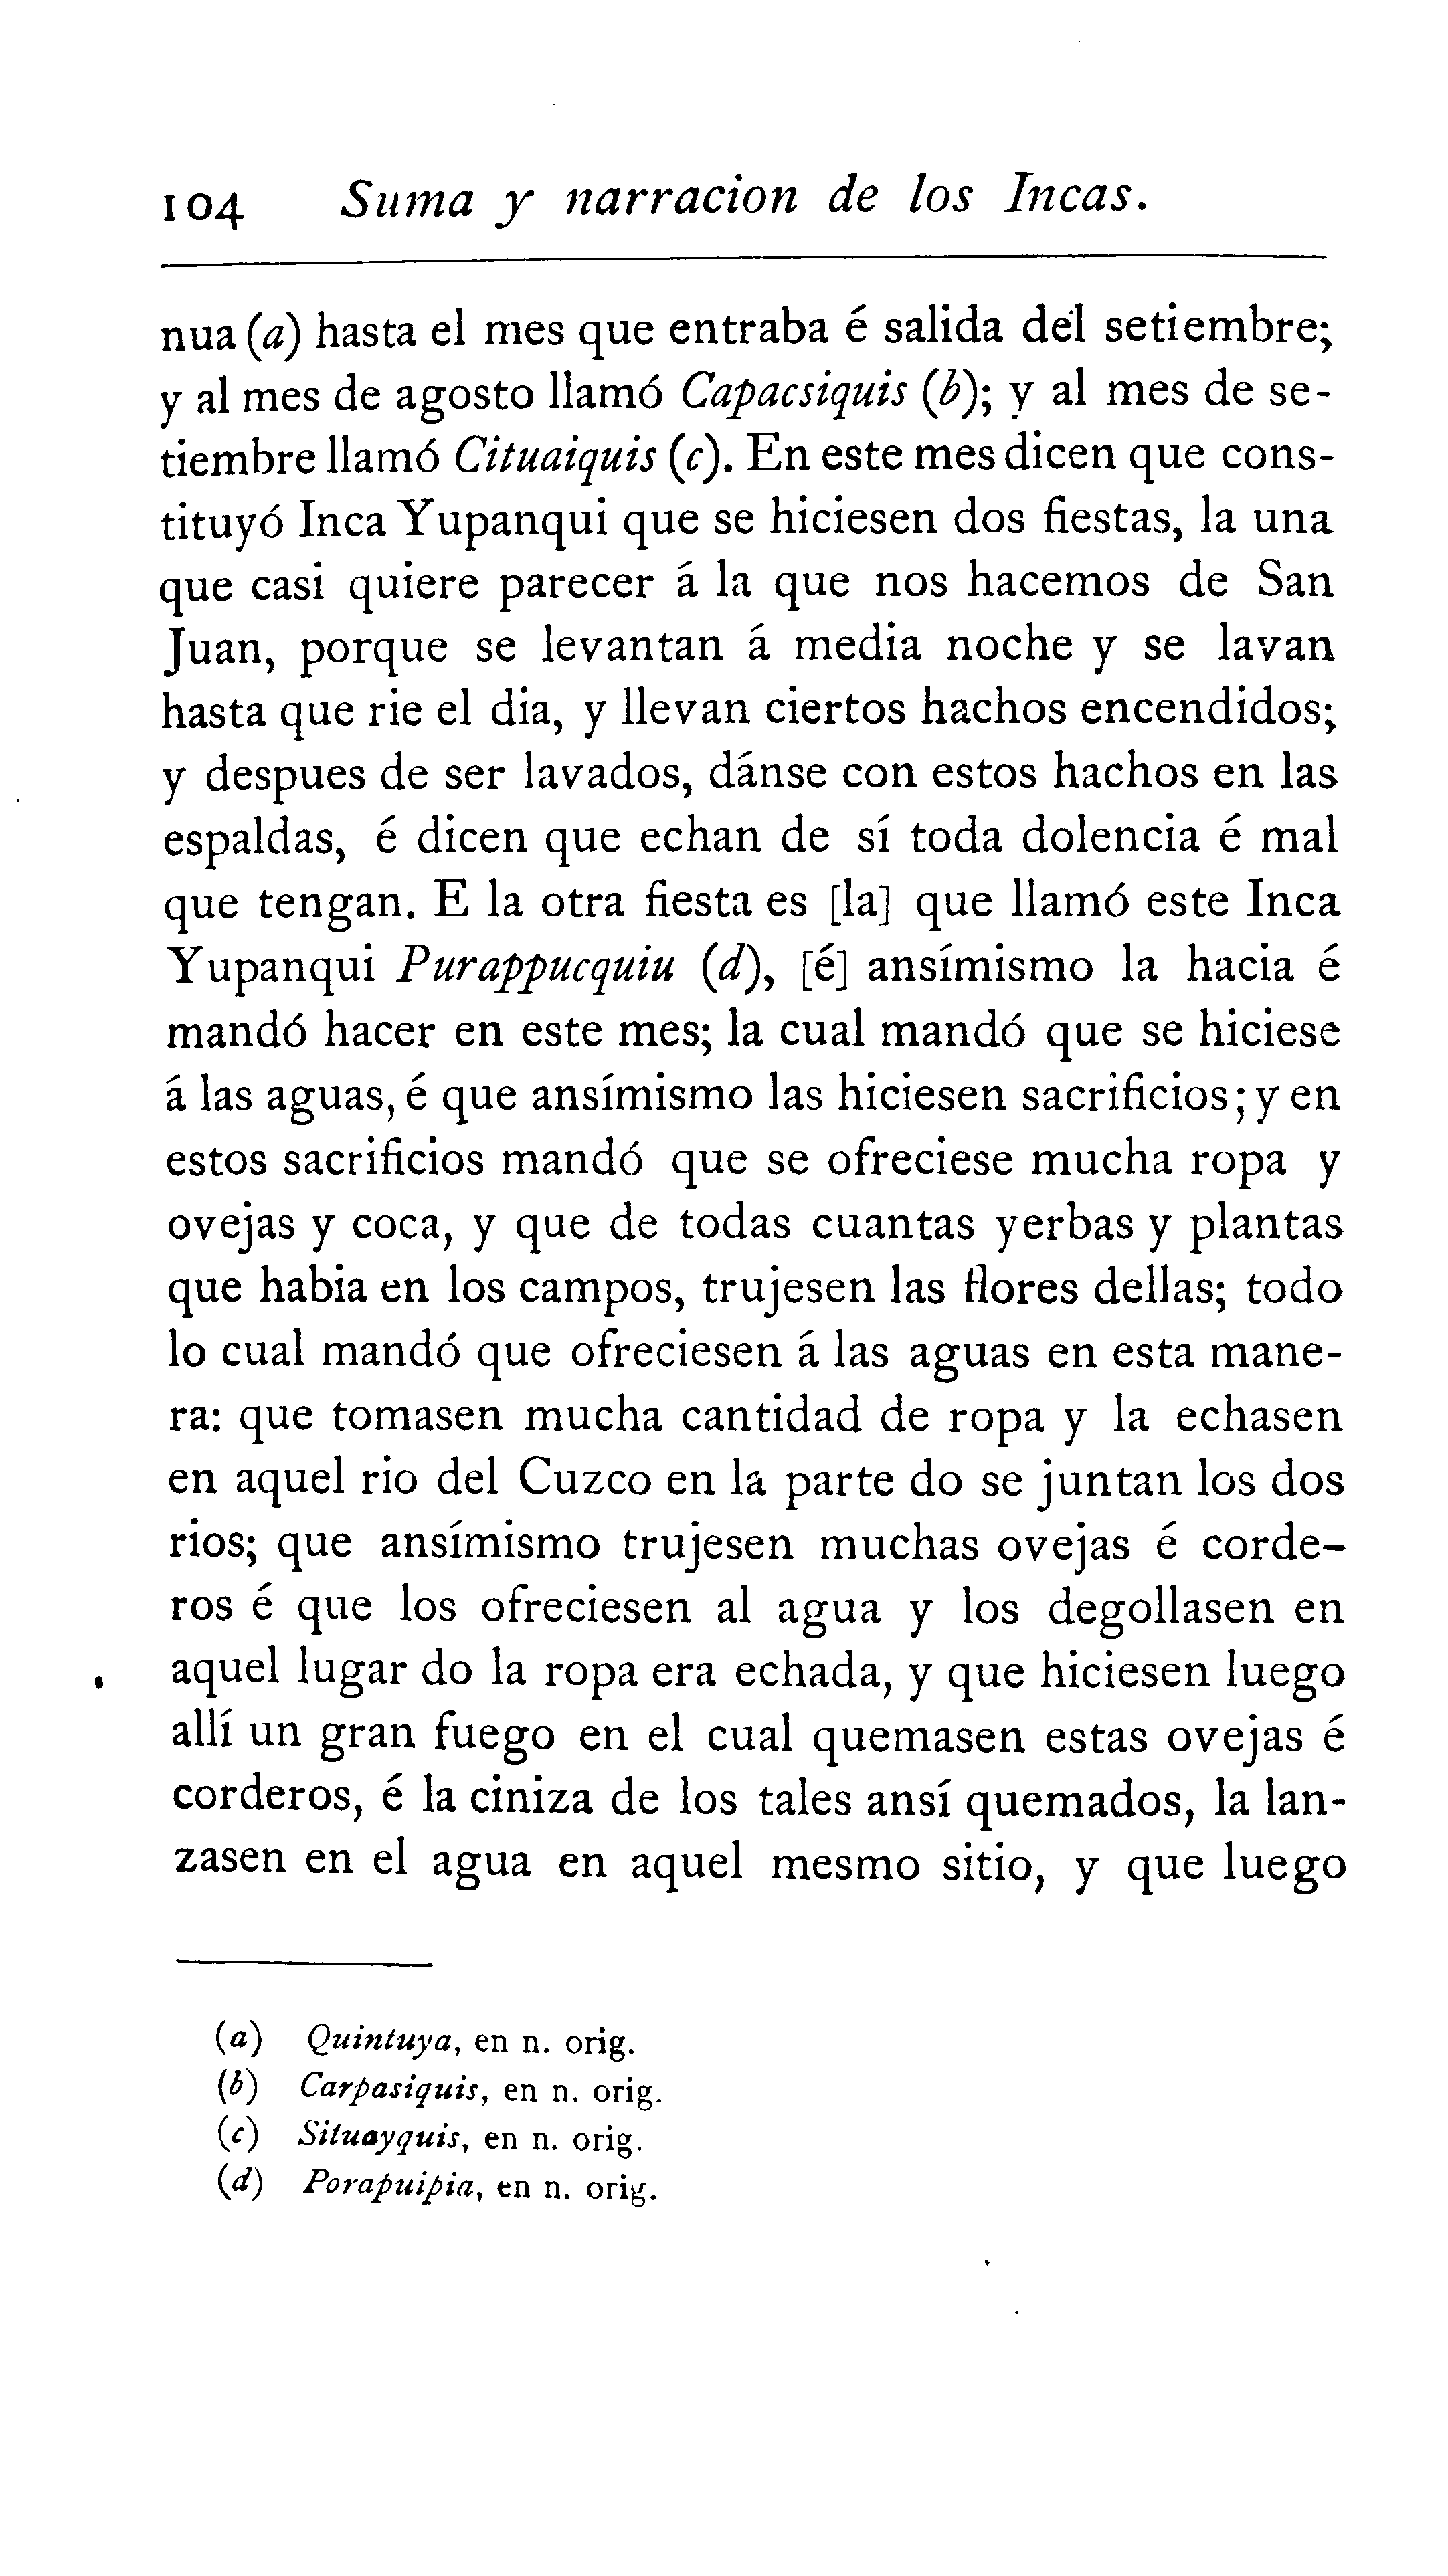 104 Suma y narracion de los Incas.
nua (a) hasta el mes que entraba é salida del setiembre;
y al mes de agosto llamó Capacsiquis (b); y al mes de se-
tiembre llamó Cituaiquis (c). En este mes dicen que cons-
tituyó Inca Yupanqui que se hiciesen dos fiestas, la una
que casi quiere parecer á la que nos hacemos de San
Juan, porque se levantan á media noche y se lavan
hasta que rie el dia, y llevan ciertos hachos encendidos;
y despues de ser lavados, dánse con estos hachos en las
espaldas, é dicen que echan de sí toda dolencia é mal
que tengan. E la otra fiesta es [la] que llamó este Inca
Yupanqui Purappucquiu (d), [é] ansímismo la hacia é
mandó hacer en este mes; la cual mandó que se hiciese
á las aguas, é que ansímismo las hiciesen sacrificios; y en
estos sacrificios mandó que se ofreciese mucha ropa y
ovejas y coca, y que de todas cuantas yerbas y plantas
que habia en los campos, trujesen las flores dellas; todo
lo cual mandó que ofreciesen á las aguas en esta mane-
ra: que tomasen mucha cantidad de ropa y la echasen
en aquel rio del Cuzco en la parte do se juntan los dos
rios; que ansímismo trujesen muchas ovejas é corde-
ros é que los ofreciesen al agua y los degollasen en
aquel lugar do la ropa era echada, y que hiciesen luego
allí un gran fuego en el cual quemasen estas ovejas é
corderos, é la ciniza de los tales ansí quemados, la lan-
zasen en el agua en aquel mesmo sitio, y que luego
(a) Quintuya, en n. orig.
(b) Carpasiquis, en n. orig.
(c) Situayquis, en n. orig.
(d) Porapuipia, en n. orig.